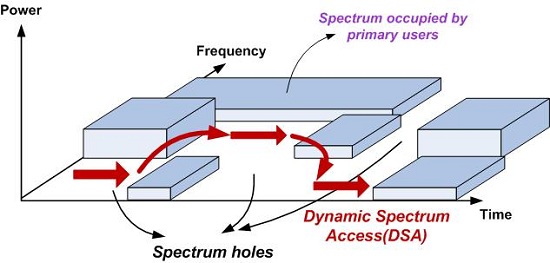 Power
Spectrum occupied by
primary users
Frequency
Time
Dynamic Spectrum
Access(DSA)
Spectrum holes